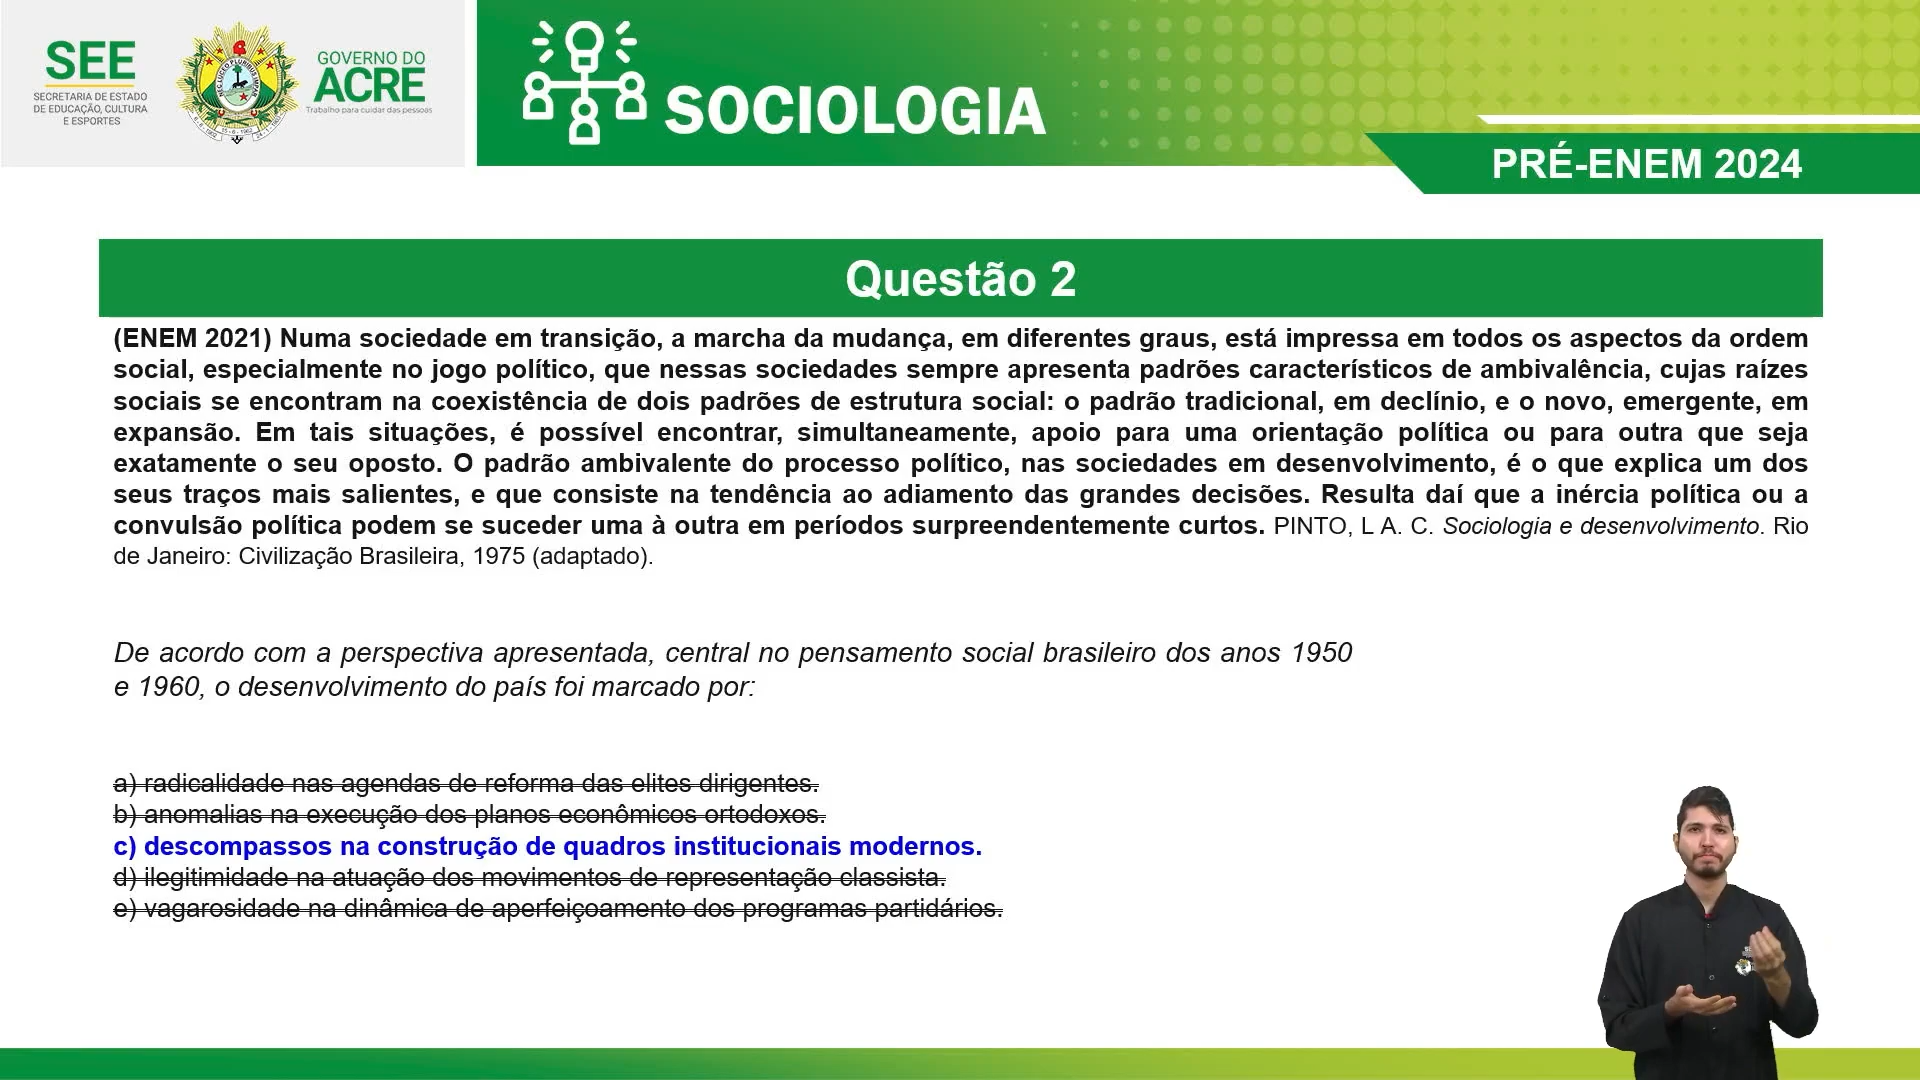 SEE
SECRETARIA DE ESTADO
DE EDUCAÇÃO, CULTURA
E ESPORTES
GOVERNO DO
ACRE
Trabalho para cuidar das pessoas
SOCIOLOGIA
PRÉ-ENEM 2024
Questão 2
(ENEM 2021) Numa sociedade em transição, a marcha da mudança, em diferentes graus, está impressa em todos os aspectos da ordem
social, especialmente no jogo político, que nessas sociedades sempre apresenta padrões característicos de ambivalência, cujas raízes
sociais se encontram na coexistência de dois padrões de estrutura social: o padrão tradicional, em declínio, e o novo, emergente, em
expansão. Em tais situações, é possível encontrar, simultaneamente, apoio para uma orientação política ou para outra que seja
exatamente o seu oposto. O padrão ambivalente do processo político, nas sociedades em desenvolvimento, é o que explica um dos
seus traços mais salientes, e que consiste na tendência ao adiamento das grandes decisões. Resulta daí que a inércia política ou a
convulsão política podem se suceder uma à outra em períodos surpreendentemente curtos. PINTO, L A. C. Sociologia e desenvolvimento. Rio
de Janeiro: Civilização Brasileira, 1975 (adaptado).
De acordo com a perspectiva apresentada, central no pensamento social brasileiro dos anos 1950
e 1960, o desenvolvimento do país foi marcado por:
a) radicalidade nas agendas de reforma das elites dirigentes.
b) anomalias na execução dos planos econômicos ortodoxos.
c) descompassos na construção de quadros institucionais modernos.
d) ilegitimidade na atuação dos movimentos de representação classista.
e) vagarosidade na dinâmica de aperfeiçoamento dos programas partidários.